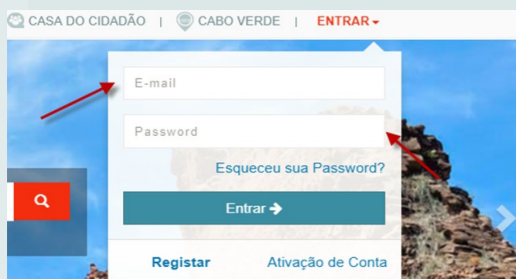 CASA DO CIDADÃO | CABO VERDE | ENTRAR
E-mail
Password
Esqueceu sua Password?
Entrar
Registar Ativação de Conta